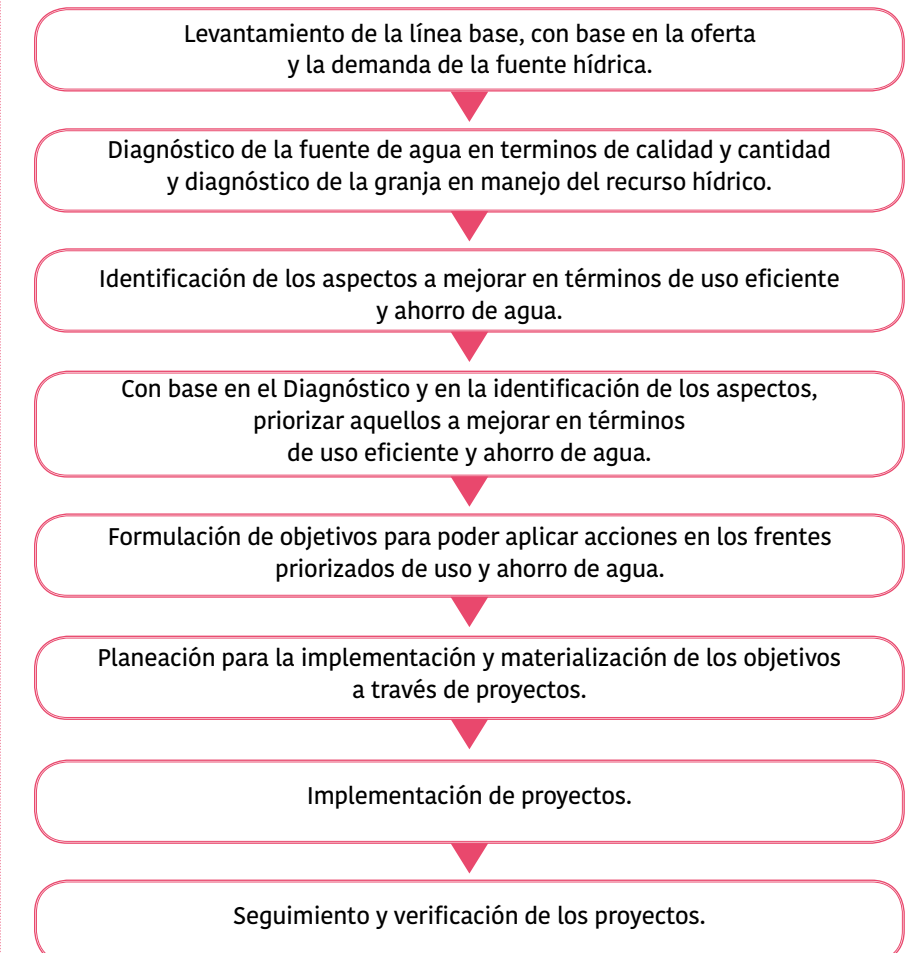 Levantamiento de la línea base, con base en la oferta
y la demanda de la fuente hídrica.
Diagnóstico de la fuente de agua en terminos de calidad y cantidad
y diagnóstico de la granja en manejo del recurso hídrico.
Identificación de los aspectos a mejorar en términos de uso eficiente
y ahorro de agua.
Con base en el Diagnóstico y en la identificación de los aspectos,
priorizar aquellos a mejorar en términos
de uso eficiente y ahorro de agua.
Formulación de objetivos para poder aplicar acciones en los frentes
priorizados de uso y ahorro de agua.
Planeación para la implementación y materialización de los objetivos
a través de proyectos.
Implementación de proyectos.
Seguimiento y verificación de los proyectos.